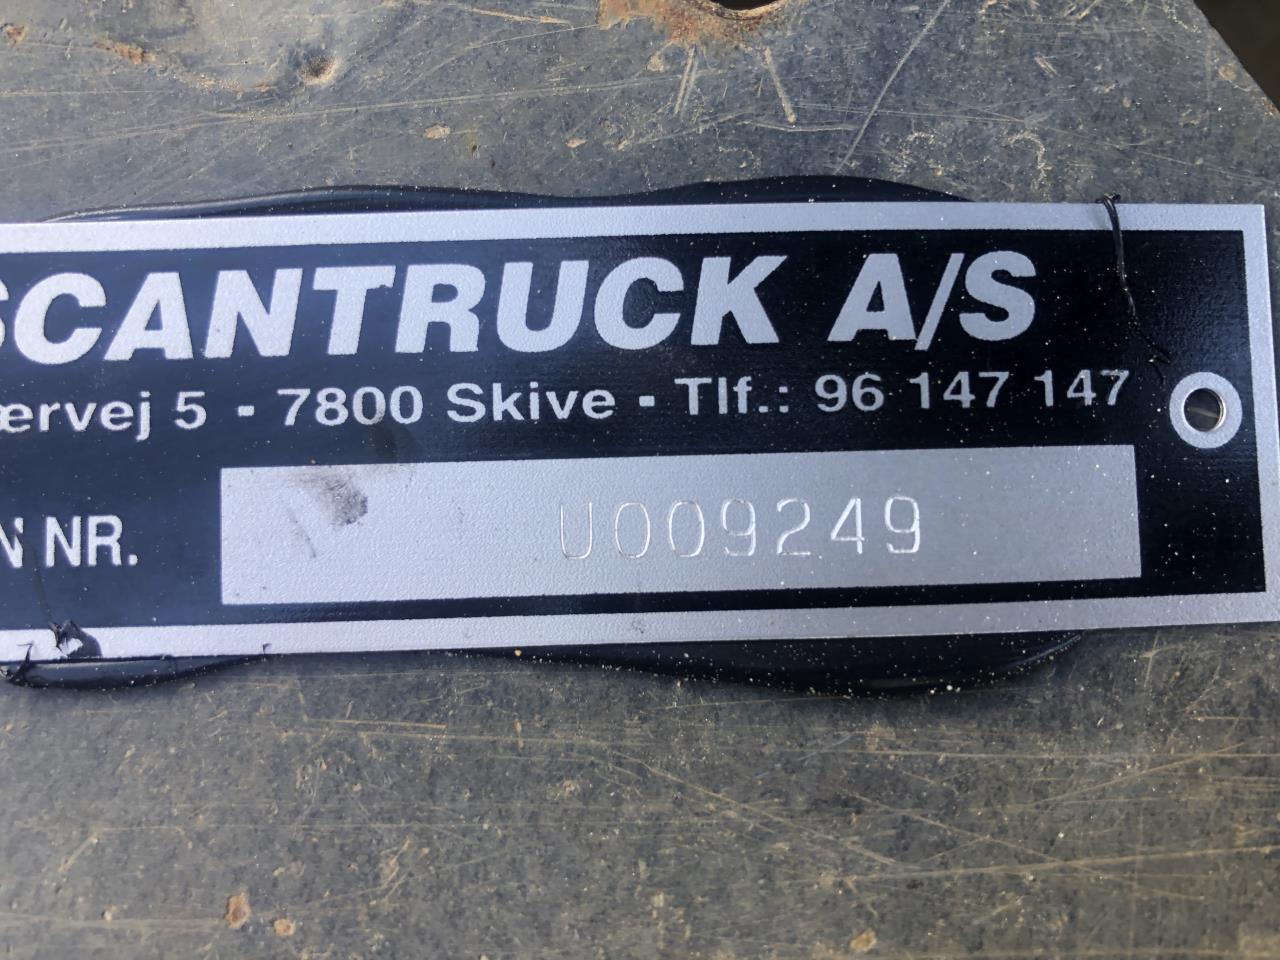 SCANTRUCK A/S
ærvej 5 - 7800 Skive - Tlf.: 96 147 147
N NR. U009249